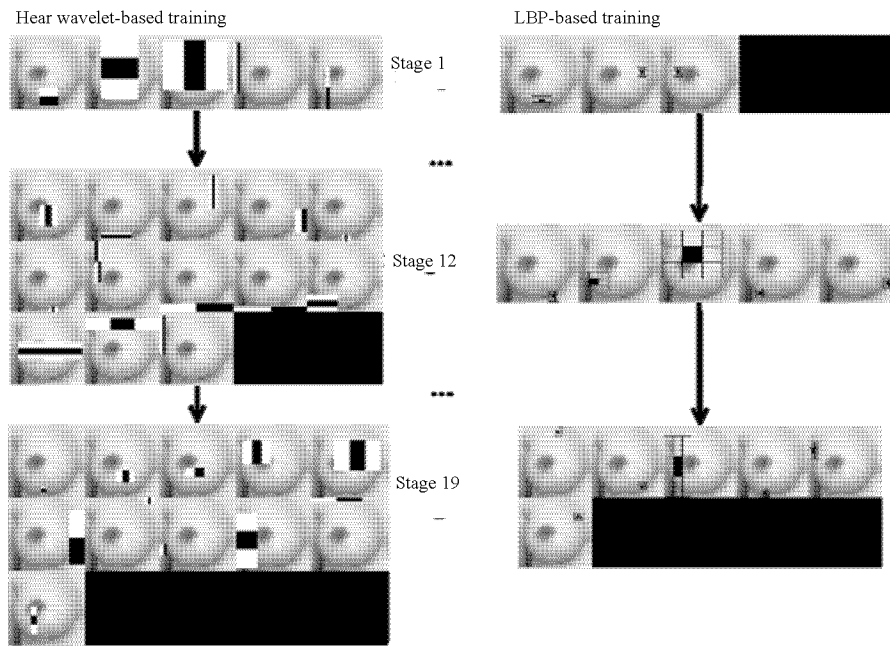 Hear wavelet-based training
LBP-based training
Stage 1
...
Stage 12
...
Stage 19